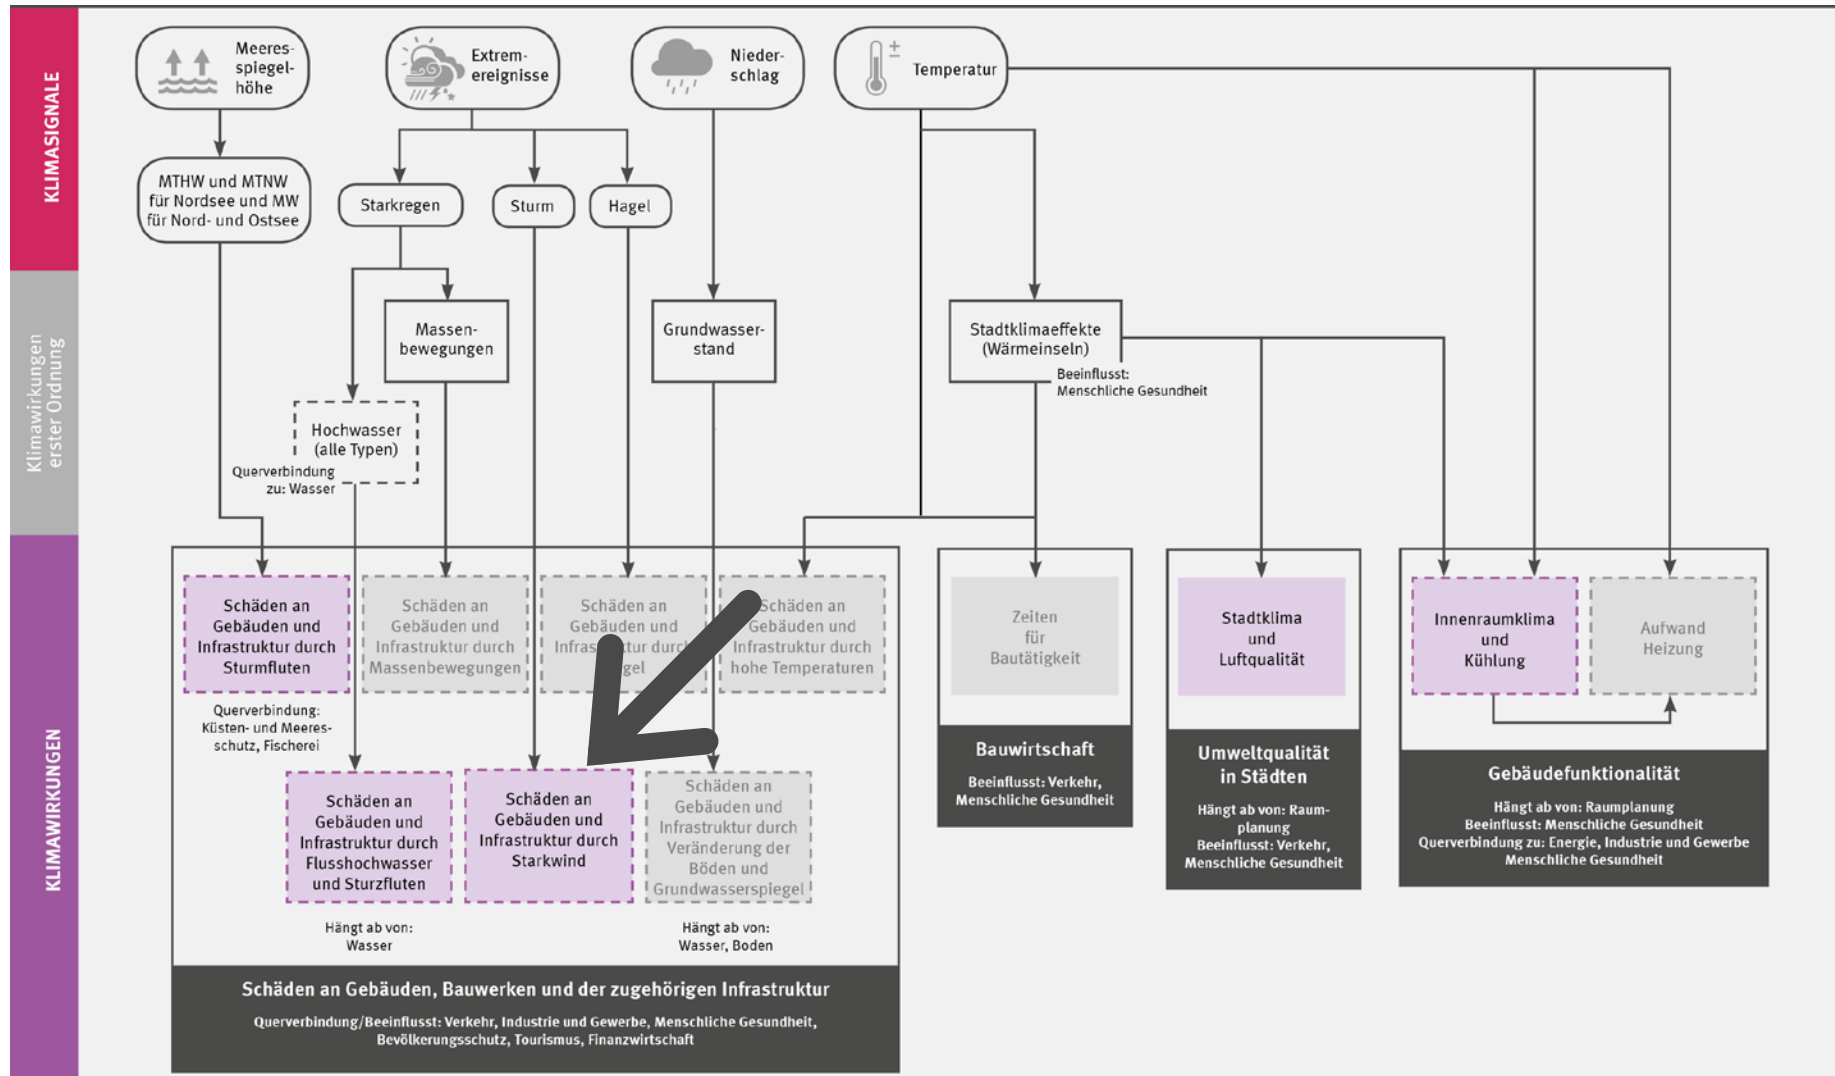 KLIMASIGNALE
Meeres-
spiegel-
höhe
Extrem-
ereignisse
Nieder-
schlag
±
Temperatur
MTHW und MTNW
für Nordsee und MW
für Nord- und Ostsee
Starkregen
Sturm
Hagel
Klimawirkungen
erster Ordnung
Massen-
bewegungen
Grundwasser-
stand
Stadtklimaeffekte
(Wärmeinseln)
Beeinflusst:
Menschliche Gesundheit
Hochwasser
(alle Typen)
Querverbindung
zu: Wasser
KLIMAWIRKUNGEN
Schäden an
Gebäuden und
Infrastruktur durch
Sturmfluten
Querverbindung:
Küsten- und Meeres-
schutz, Fischerei
Schäden an
Gebäuden und
Infrastruktur durch
Massenbewegungen
Schäden an
Gebäuden und
durch
Schäden an
Gebäuden und
Infrastruktur durch
hohe Temperaturen
Schäden an
Gebäuden und
Infrastruktur durch
Flusshochwasser
und Sturzfluten
Hängt ab von:
Wasser
Schäden an
Gebäuden und
Infrastruktur durch
Starkwind
Schäden an
Gebäuden und
Infrastruktur durch
Veränderung der
Böden und
Grundwasserspiegel
Hängt ab von:
Wasser, Boden
Schäden an Gebäuden, Bauwerken und der zugehörigen Infrastruktur
Querverbindung/Beeinflusst: Verkehr, Industrie und Gewerbe, Menschliche Gesundheit,
Bevölkerungsschutz, Tourismus, Finanzwirtschaft
Zeiten
für
Bautätigkeit
Bauwirtschaft
Beeinflusst: Verkehr,
Menschliche Gesundheit
Stadtklima
und
Luftqualität
Umweltqualität
in Städten
Hängt ab von: Raum-
planung
Beeinflusst: Verkehr,
Menschliche Gesundheit
Innenraumklima
und
Kühlung
Aufwand
Heizung
Gebäudefunktionalität
Hängt ab von: Raumplanung
Beeinflusst: Menschliche Gesundheit
Querverbindung zu: Energie, Industrie und Gewerbe
Menschliche Gesundheit